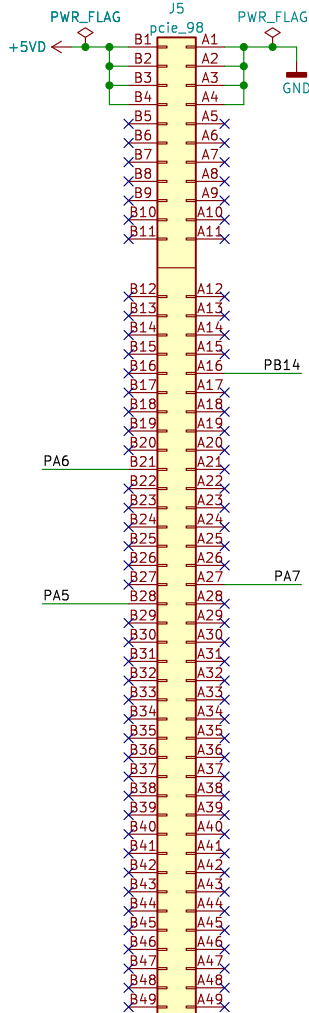 J5
PWR_FLAG PWR_FLAG
pcie_98
+5VD B1 A1
B2 A2
B3 A3
GND
B4 A4
B5 A5
B6 A6
B7 A7
B8 A8
B9 A9
B10 A10
B11 A11
B12 A12
B13 A13
B14 A14
B15 A15
B16 A16 PB14
B17 A17
B18 A18
B19 A19
B20 A20
PA6 B21 A21
B22 A22
B23 A23
B24 A24
B25 A25
B26 A26
B27 A27 PA7
PA5 B28 A28
B29 A29
B30 A30
B31 A31
B32 A32
B33 A33
B34 A34
B35 A35
B36 A36
B37 A37
B38 A38
B39 A39
B40 A40
B41 A41
B42 A42
B43 A43
B44 A44
B45 A45
B46 A46
B47 A47
B48 A48
B49 A49